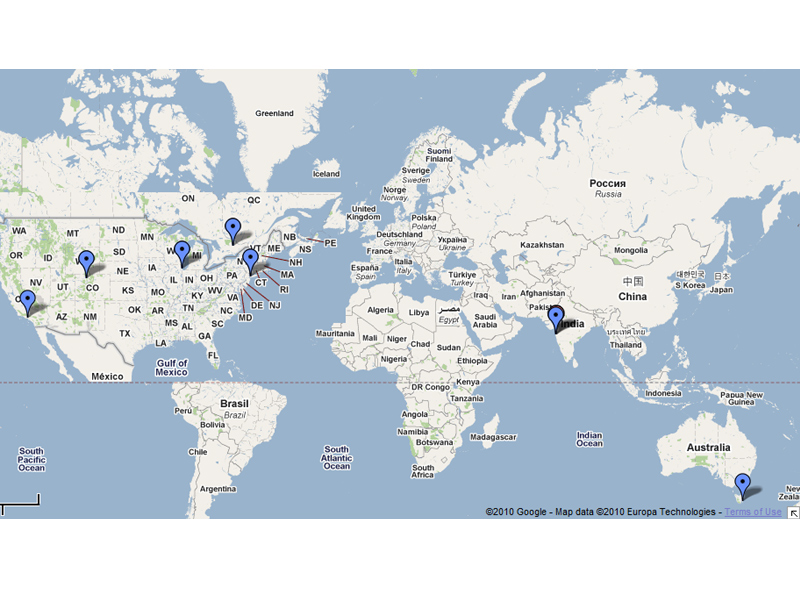 Greenland
Iceland
ON
QC
WA
MT
ND
MN
NB
PE
OR
ID
SD
MI
VT
ME
NS
NH
NV
UT
CO
NE
IA
IL
IN
OH
PA
MA
CT
RI
KS
MO
KY
WV
VA
DE
NJ
MD
AZ
NM
OK
AR
TN
NC
SC
TX
MS
AL
GA
LA
FL
Gulf of
Mexico
México
Suomi
Finland
Sverige
Sweden
Norge
Norway
United
Kingdom
Polska
Poland
Deutschland
Germany
Україна
Ukraine
France
Italia
Italy
España
Spain
Türkiye
Turkey
Россия
Russia
Kazakhstan
Mongolia
中国
China
대한민국
S Korea
日本
Japan
Iraq
Iran
Afghanistan
Pakistan
India
ประเทศไทย
Thailand
Algeria
Libya
مصر
Egypt
Saudi
Arabia
Mauritania
Mali
Niger
Chad
Sudan
Nigeria
Ethiopia
DR Congo
Kenya
Tanzania
Angola
Namibia
Botswana
Madagascar
South
Africa
Brasil
Brazil
Perú
Bolivia
Chile
Argentina
South
Pacific
Ocean
South
Atlantic
Ocean
Indian
Ocean
Indonesia
Papua New
Guinea
Australia
New
Zeala
©2010 Google - Map data ©2010 Europa Technologies - Terms of Use